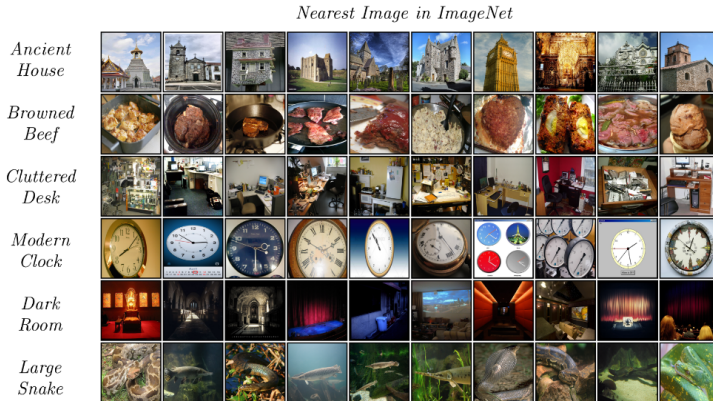 Nearest Image in ImageNet
Ancient
House
Browned
Beef
Cluttered
Desk
Modern
Clock
Dark
Room
Large
Snake